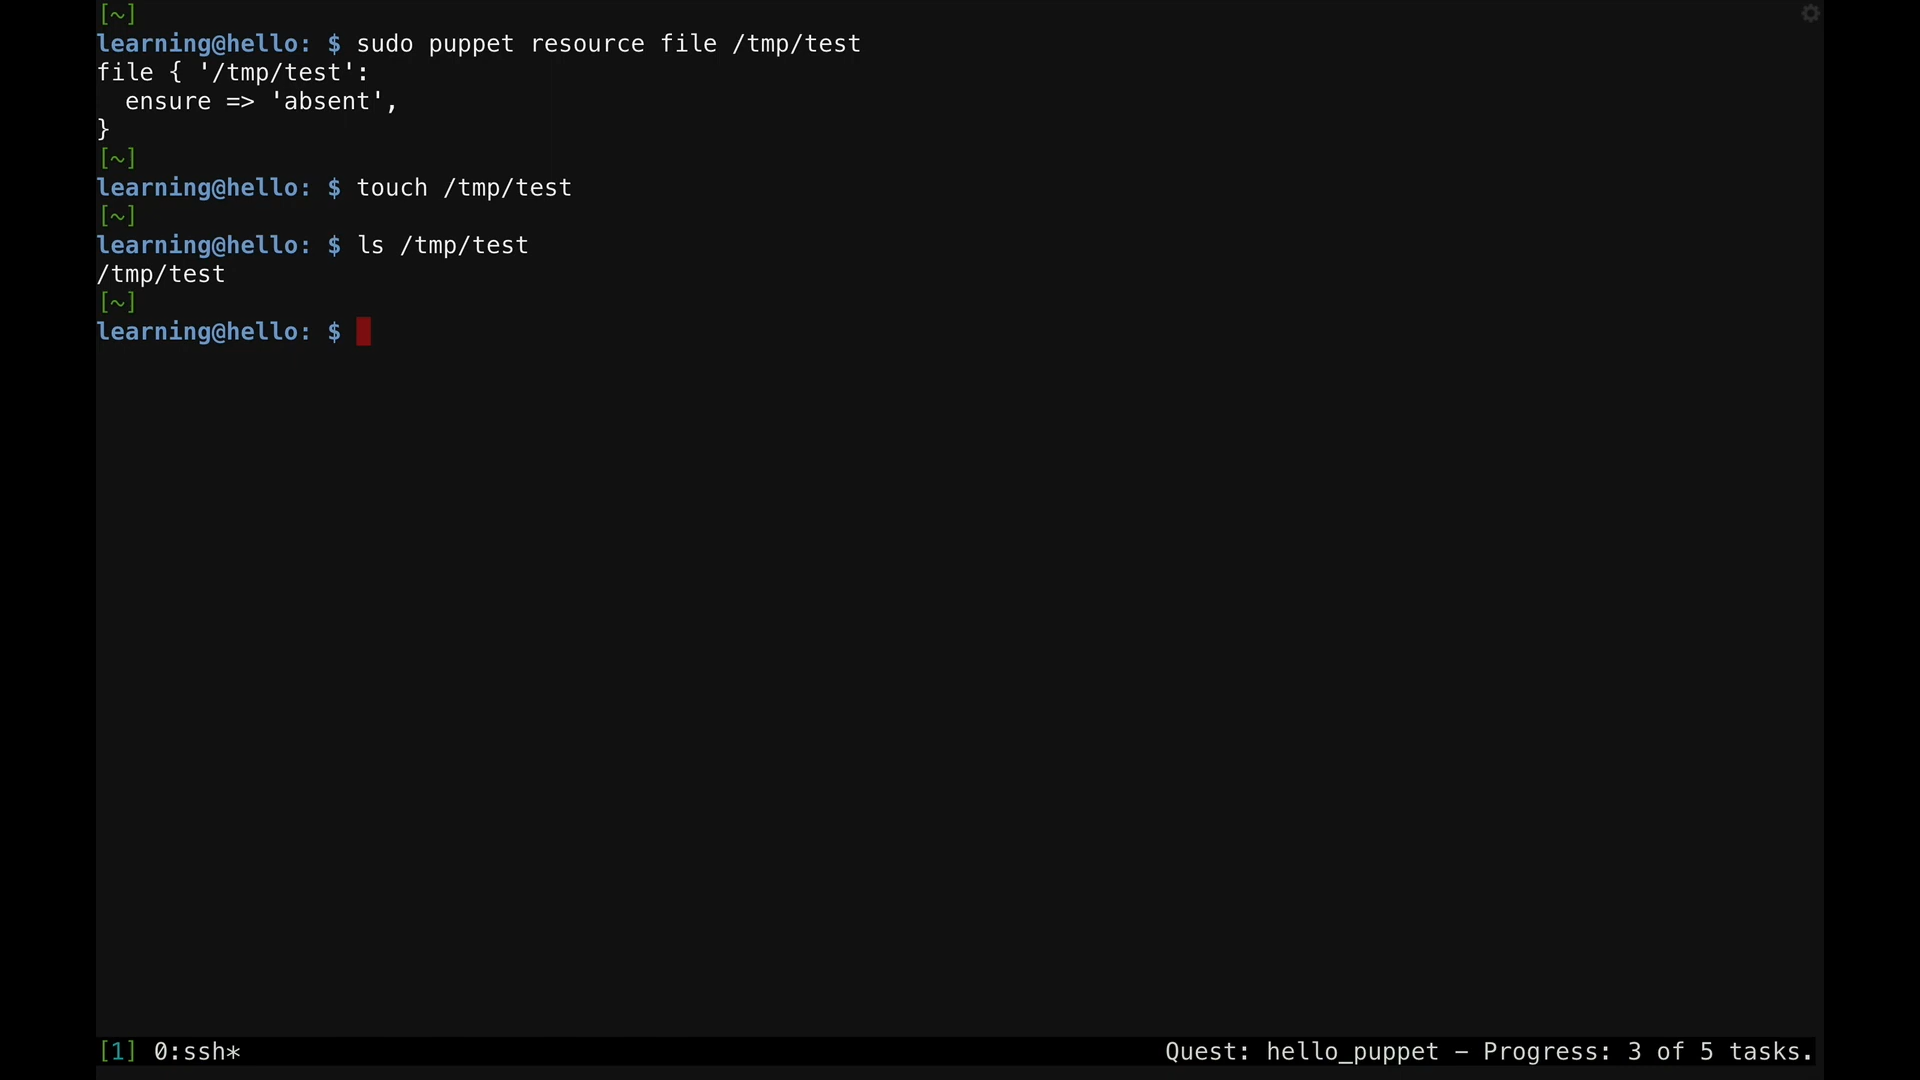 [~]
learning@hello: $ sudo puppet resource file /tmp/test
file { '/tmp/test':
  ensure => 'absent',
}
[~]
learning@hello: $ touch /tmp/test
[~]
learning@hello: $ ls /tmp/test
/tmp/test
[~]
learning@hello: $
[1] 0:ssh* Quest: hello_puppet – Progress: 3 of 5 tasks.